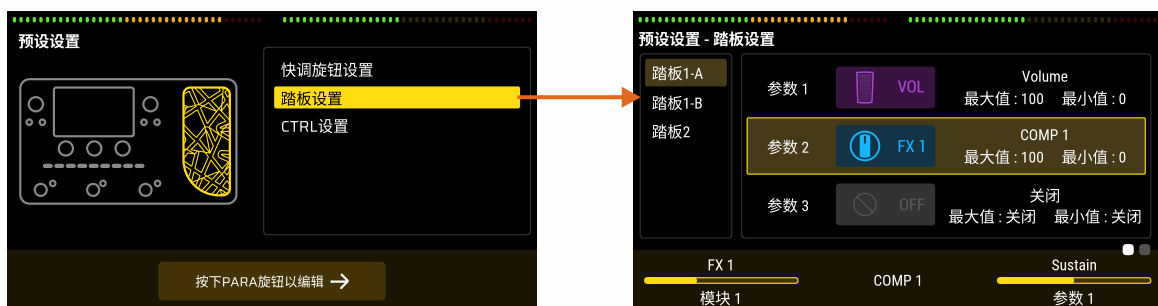 预设设置
快调旋钮设置
踏板设置
CTRL设置
按下PARA旋钮以编辑
预设设置 - 踏板设置
踏板1-A
踏板1-B
踏板2
参数 1
VOL
Volume
最大值 : 100 最小值 : 0
参数 2
FX 1
COMP 1
最大值 : 100 最小值 : 0
参数 3
OFF
关闭
最大值 : 关闭 最小值 : 关闭
FX 1
模块 1
COMP 1
Sustain
参数 1